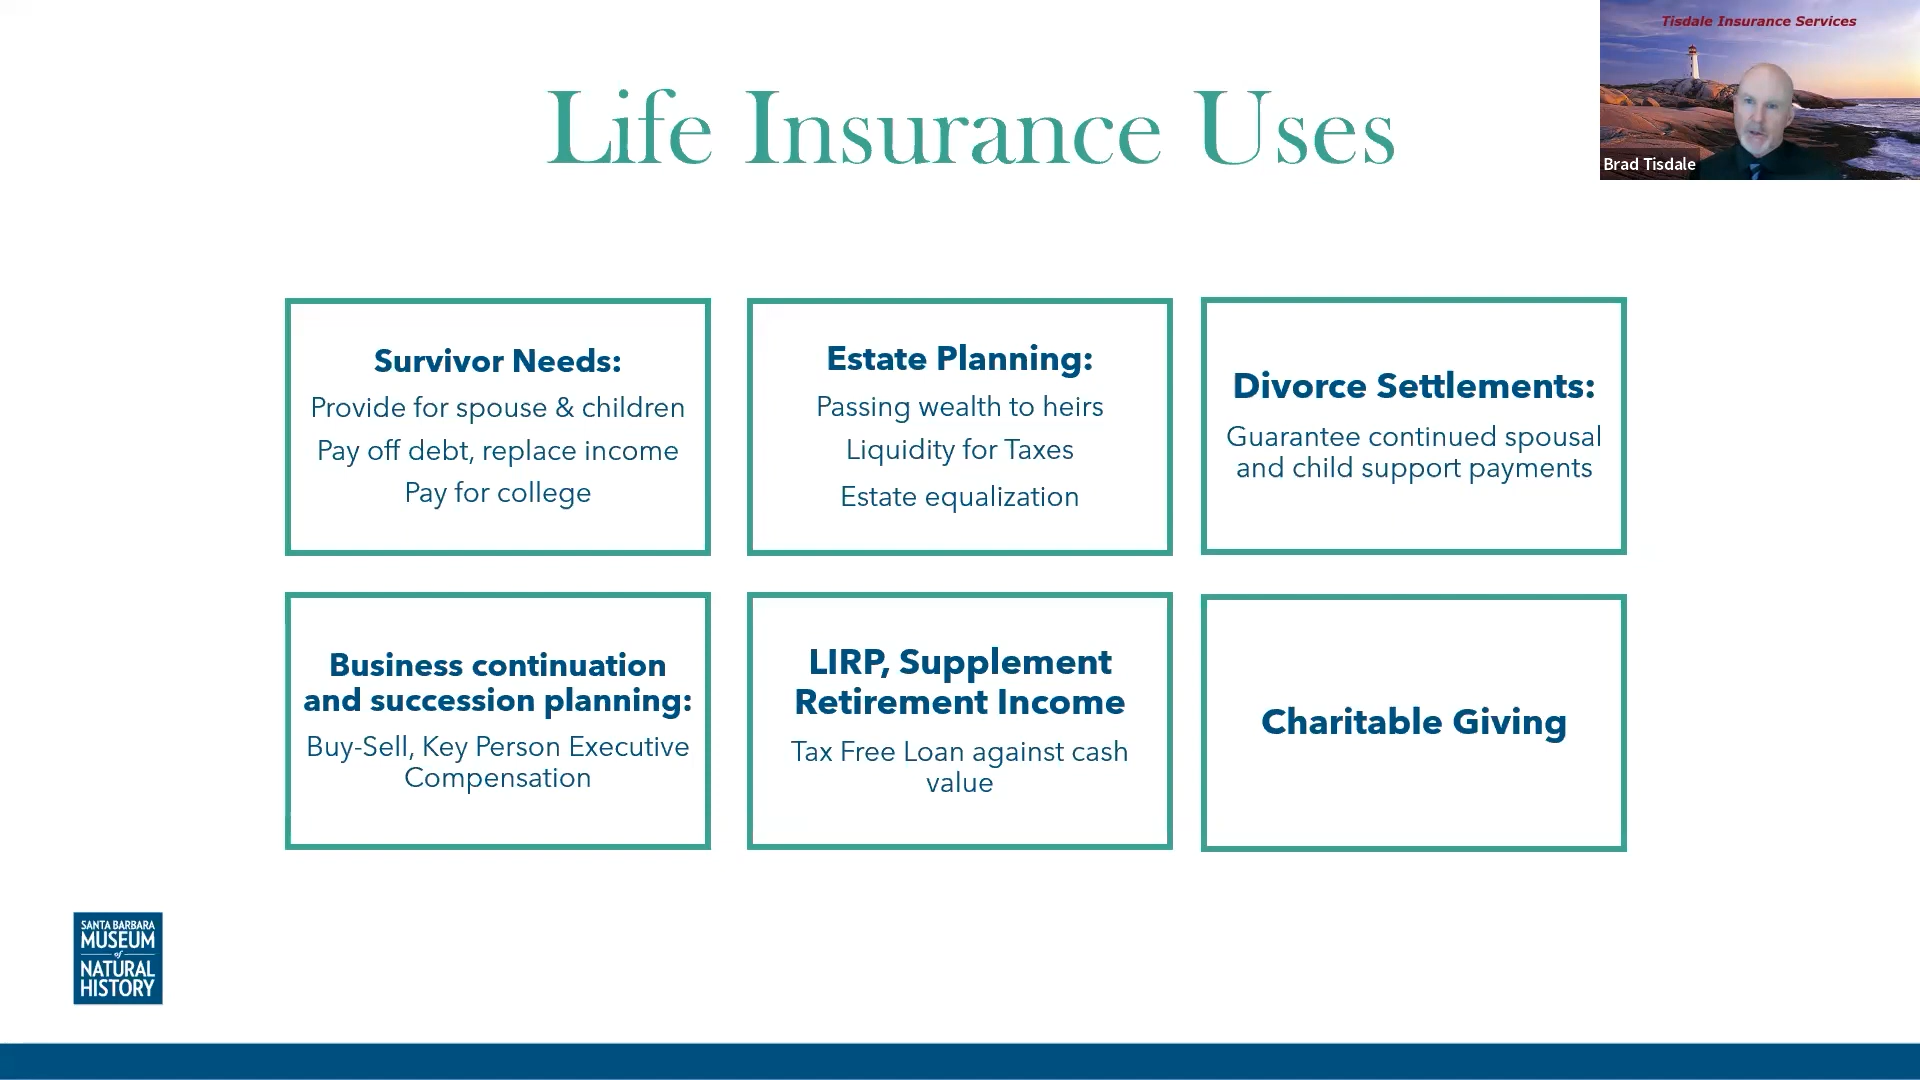 Tisdale Insurance Services
Brad Tisdale
Life Insurance Uses
Survivor Needs:
Provide for spouse & children
Pay off debt, replace income
Pay for college
Estate Planning:
Passing wealth to heirs
Liquidity for Taxes
Estate equalization
Divorce Settlements:
Guarantee continued spousal
and child support payments
Business continuation
and succession planning:
Buy-Sell, Key Person Executive
Compensation
LIRP, Supplement
Retirement Income
Tax Free Loan against cash
value
Charitable Giving
SANTA BARBARA
MUSEUM
of
NATURAL
HISTORY